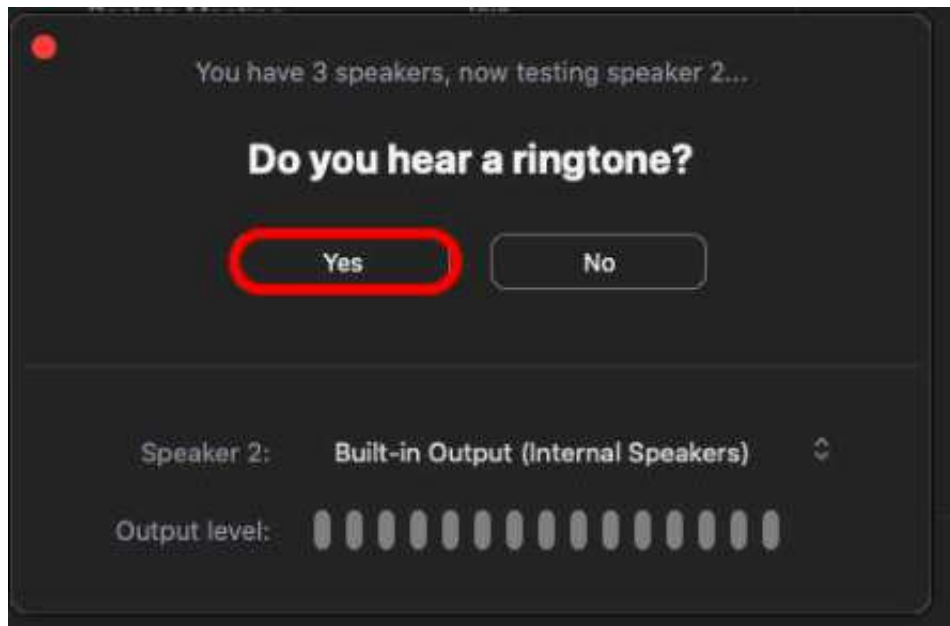 You have 3 speakers, now testing speaker 2...
Do you hear a ringtone?
Yes No
Speaker 2: Built-in Output (Internal Speakers)
Output level: